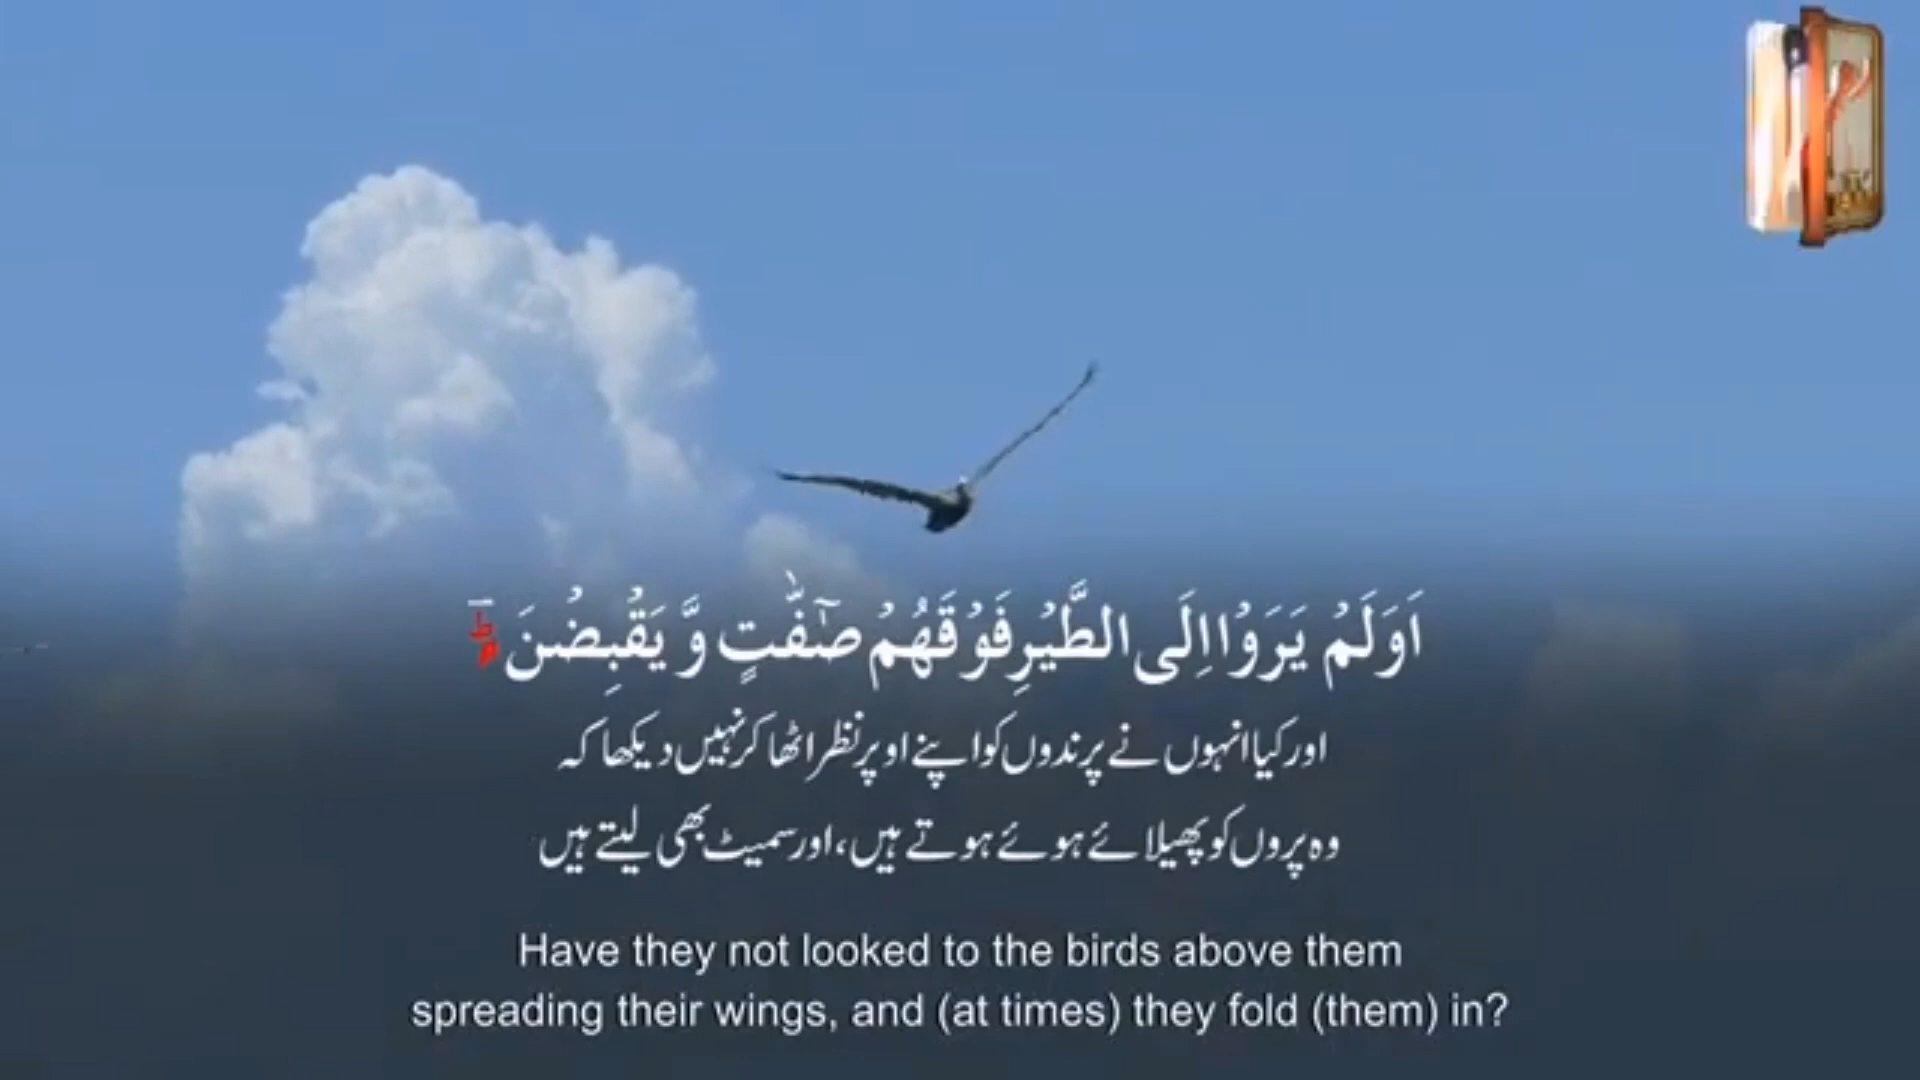 اَوَلَمْ يَرَوْا اِلَى الطَّيْرِ فَوْقَهُمْ صٰٓفّٰتٍ وَّ يَقْبِضْنَ ؔۘؕ
اور کیا انہوں نے پرندوں کو اپنے اوپر نظر اٹھا کر نہیں دیکھا کہ
وہ پروں کو پھیلائے ہوئے ہوتے ہیں، اور سمیٹ بھی لیتے ہیں
Have they not looked to the birds above them
spreading their wings, and (at times) they fold (them) in?